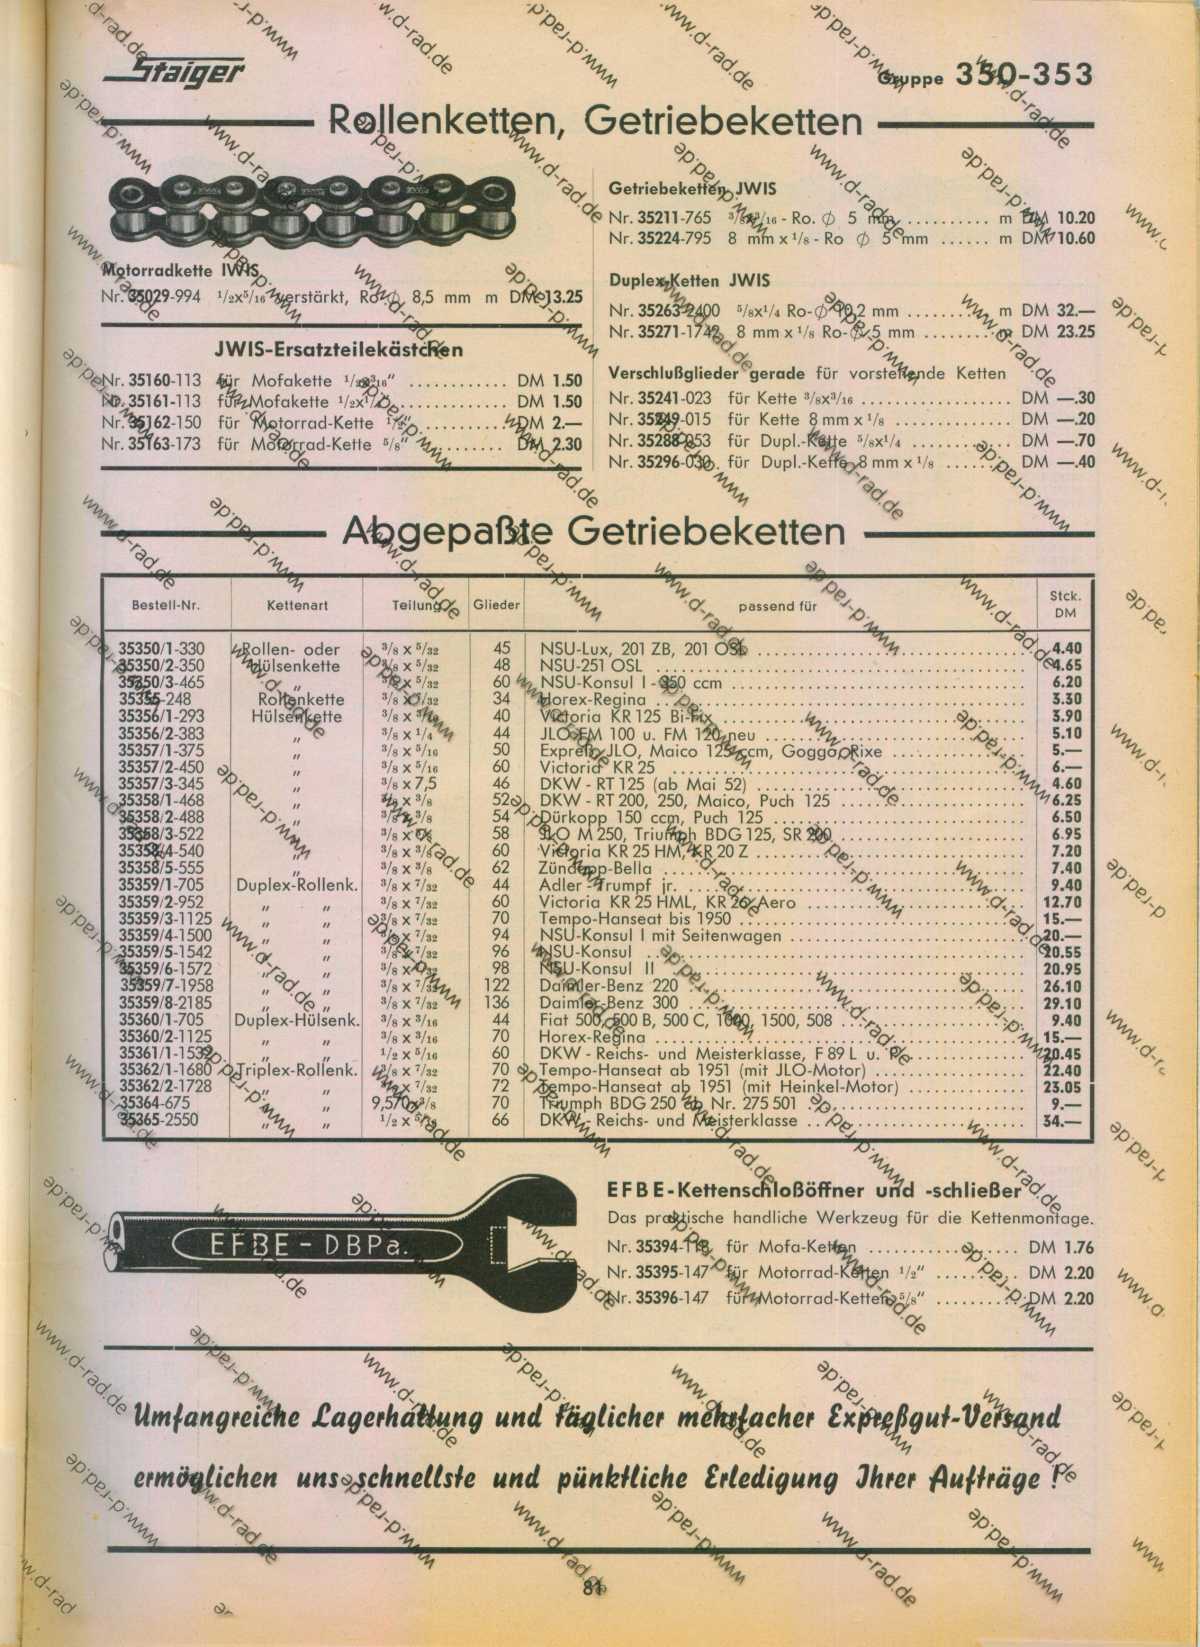 Staiger
Gruppe 350-353
Rollenketten, Getriebeketten
Motorradkette IWIS
Nr. 35029-994 1/2x5/16 verstärkt, Ro-∅ 8,5 mm m DM 13.25
JWIS-Ersatzteilekästchen
Nr. 35160-113 für Mofakette 1/2x3/16" ............ DM 1.50
Nr. 35161-113 für Mofakette ............ DM 1.50
Nr. 35162-150 für Motorrad-Kette 1/2" ............ DM 2.—
Nr. 35163-173 für Motorrad-Kette 5/8" ............ DM 2.30
Getriebeketten JWIS
Nr. 35211-765 3/8x3/16 - Ro. ∅ 5 mm ............ m DM 10.20
Nr. 35224-795 8 mm x 1/8 - Ro ∅ 5 mm ...... m DM 10.60
Duplex-Ketten JWIS
Nr. 35263-2400 5/8x1/4 Ro-∅ 10,2 mm ......... m DM 32.—
Nr. 35271-1742 8 mm x 1/8 Ro-∅ 5 mm ......... m DM 23.25
Verschlußglieder gerade für vorstehende Ketten
Nr. 35241-023 für Kette 3/8x3/16 ................ DM —.30
Nr. 35249-015 für Kette 8 mm x 1/8 ............. DM —.20
Nr. 35288-053 für Dupl.-Kette 5/8x1/4 ........... DM —.70
Nr. 35296-030 für Dupl.-Kette 8 mm x 1/8 ....... DM —.40
Abgepaßte Getriebeketten
Bestell-Nr. Kettenart Teilung Glieder passend für Stck. DM
35350/1-330 Rollen- oder 3/8 x 5/32 45 NSU-Lux, 201 ZB, 201 OSL 4.40
35350/2-350 Hülsenkette 3/8 x 5/32 48 NSU-251 OSL 4.65
35350/3-465 „ 3/8 x 5/32 60 NSU-Konsul I - 350 ccm 6.20
35355-248 Rollenkette 34 Horex-Regina 3.30
35356/1-293 Hülsenkette 40 Victoria KR 125 Bi-Fix 3.90
35356/2-383 „ 3/8 x 1/4 44 JLO FM 100 u. FM 120 neu 5.10
35357/1-375 „ 3/8 x 5/16 50 Expreß, JLO, Maico 125 ccm, Goggo, Rixe 5.—
35357/2-450 „ 3/8 x 5/16 60 Victoria KR 25 6.—
35357/3-345 „ 3/8 x 7,5 46 DKW - RT 125 (ab Mai 52) 4.60
35358/1-468 „ 3/8 x 3/8 52 DKW - RT 200, 250, Maico, Puch 125 6.25
35358/2-488 „ 3/8 x 3/8 54 Dürkopp 150 ccm, Puch 125 6.50
35358/3-522 „ 3/8 x 3/8 58 JLO M 250, Triumph BDG 125, SR 200 6.95
35358/4-540 „ 3/8 x 3/8 60 Victoria KR 25 HM, KR 20 Z 7.20
35358/5-555 „ 3/8 x 3/8 62 Zündapp-Bella 7.40
35359/1-705 Duplex-Rollenk. 3/8 x 7/32 44 Adler - Trumpf jr. 9.40
35359/2-952 „ „ 3/8 x 7/32 60 Victoria KR 25 HML, KR 26 Aero 12.70
35359/3-1125 „ „ 3/8 x 7/32 70 Tempo-Hanseat bis 1950 15.—
35359/4-1500 „ „ 3/8 x 7/32 94 NSU-Konsul I mit Seitenwagen 20.—
35359/5-1542 „ „ 3/8 x 7/32 96 NSU-Konsul 20.55
35359/6-1572 „ „ 3/8 x 7/32 98 NSU-Konsul II 20.95
35359/7-1958 „ „ 3/8 x 7/32 122 Daimler-Benz 220 26.10
35359/8-2185 „ „ 3/8 x 7/32 136 Daimler-Benz 300 29.10
35360/1-705 Duplex-Hülsenk. 3/8 x 3/16 44 Fiat 500, 500 B, 500 C, 1000, 1500, 508 9.40
35360/2-1125 „ „ 3/8 x 3/16 70 Horex-Regina 15.—
35361/1-1532 „ „ 1/2 x 5/16 60 DKW - Reichs- und Meisterklasse, F 89 L u. P 20.45
35362/1-1680 Triplex-Rollenk. 3/8 x 7/32 70 Tempo-Hanseat ab 1951 (mit JLO-Motor) 22.40
35362/2-1728 „ „ 3/8 x 7/32 72 Tempo-Hanseat ab 1951 (mit Heinkel-Motor) 23.05
35364-675 „ „ 9,570 x 3/8 70 Triumph BDG 250 ab Nr. 275 501 9.—
35365-2550 „ „ 1/2 x 5/16 66 DKW - Reichs- und Meisterklasse 34.—
EFBE – DBPa.
EFBE-Kettenschloßöffner und -schließer
Das praktische handliche Werkzeug für die Kettenmontage.
Nr. 35394-118 für Mofa-Ketten .................. DM 1.76
Nr. 35395-147 für Motorrad-Ketten 1/2" .......... DM 2.20
Nr. 35396-147 für Motorrad-Ketten 5/8" .......... DM 2.20
Umfangreiche Lagerhaltung und täglicher mehrfacher Expreßgut-Versand
ermöglichen uns schnellste und pünktliche Erledigung Ihrer Aufträge !
81
www.d-rad.de